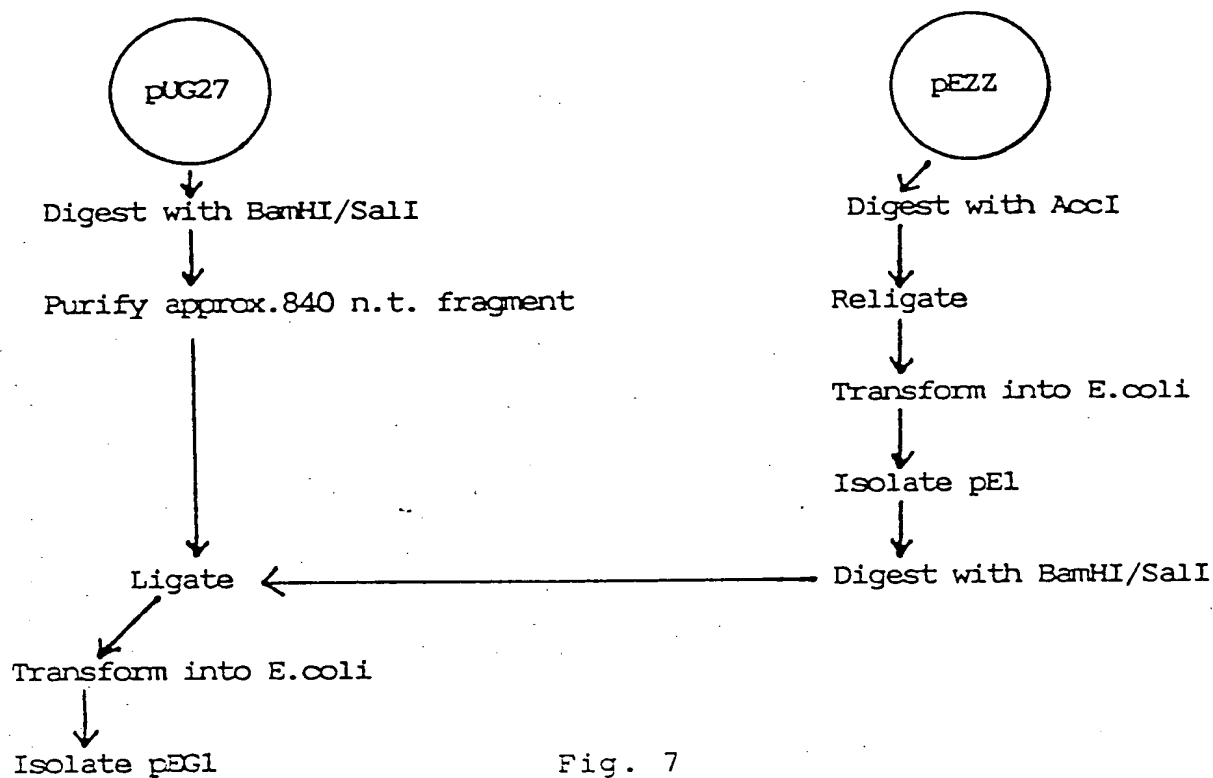 pUG27
Digest with BamHI/SalI
Purify approx.840 n.t. fragment
Ligate
Transform into E.coli
Isolate pEG1
pEZZ
Digest with AccI
Religate
Transform into E.coli
Isolate pE1
Digest with BamHI/SalI
Fig. 7